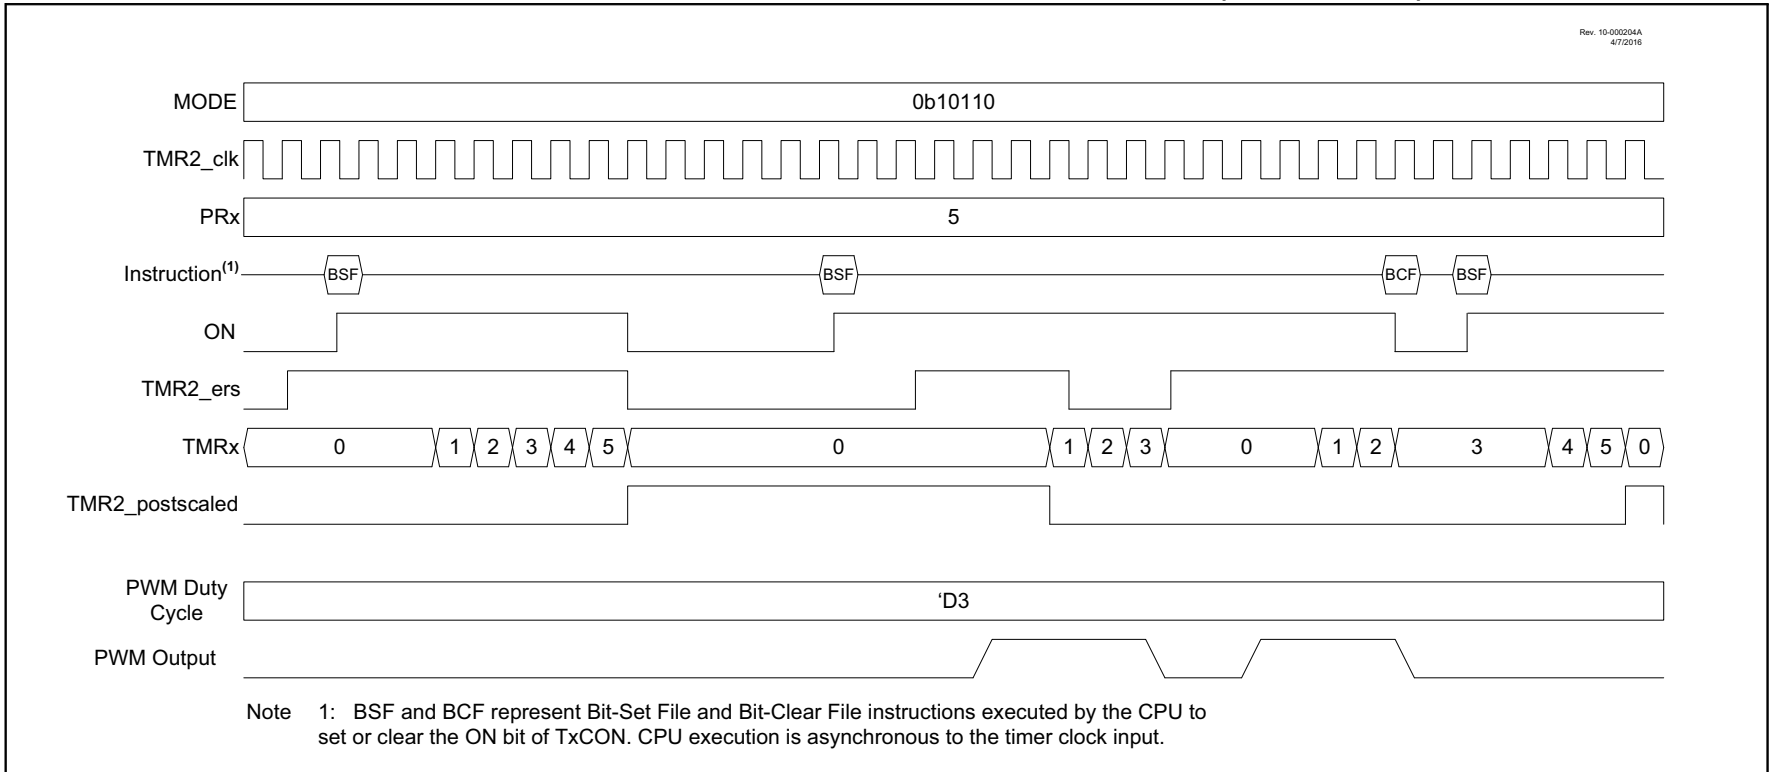 Rev. 10-000204A
4/7/2016
MODE 0b10110
TMR2_clk
PRx 5
Instruction(1) BSF BSF BCF BSF
ON
TMR2_ers
TMRx 0 1 2 3 4 5 0 1 2 3 0 1 2 3 4 5 0
TMR2_postscaled
PWM Duty
Cycle
‘D3
PWM Output
Note 1: BSF and BCF represent Bit-Set File and Bit-Clear File instructions executed by the CPU to
set or clear the ON bit of TxCON. CPU execution is asynchronous to the timer clock input.